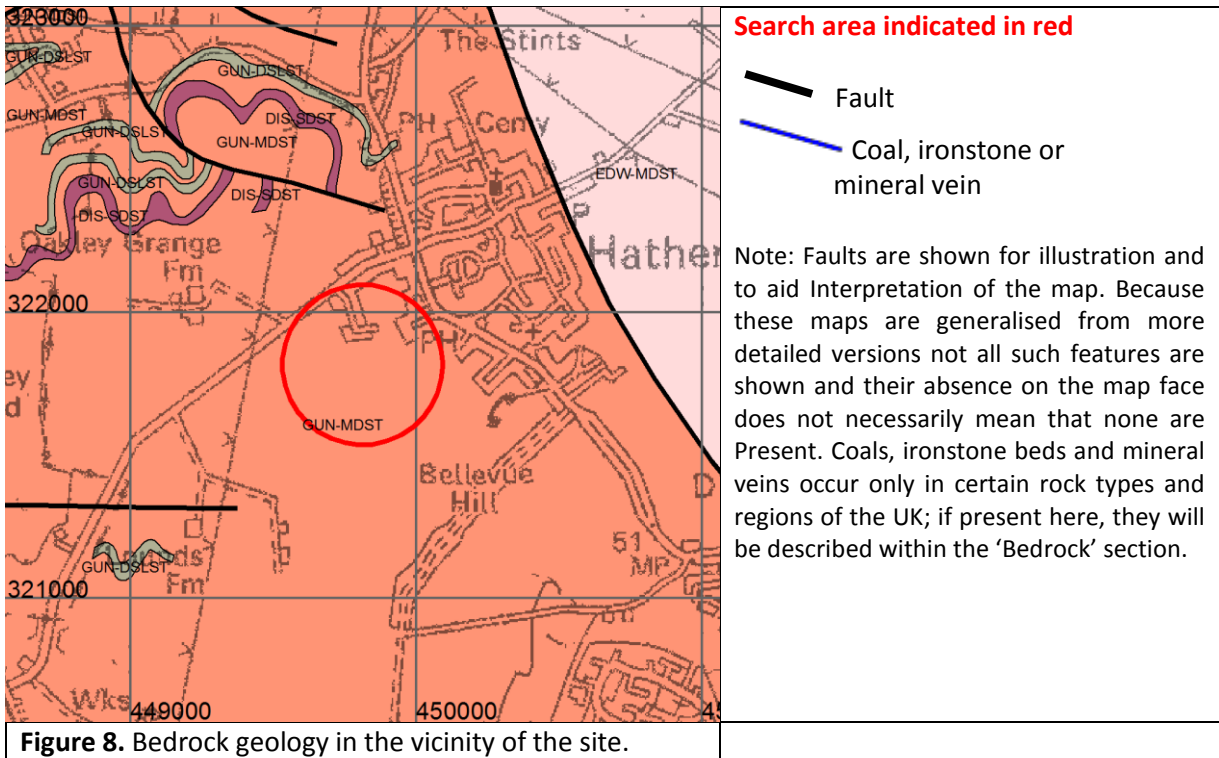 323000
The Stints
GUN-DSLST
GUN-DSLST
GUN-MDST
DIS-SDST
PH
Cemy
GUN-DSLST
GUN-MDST
EDW-MDST
GUN-DSLST
DIS-SDST
P
DIS-SDST
Oakley Grange
Fm
Hather
322000
PH
ey
d
GUN-MDST
Bellevue
Hill
D
51
MP
GUN-DSLST
Fm
321000
Wks
449000
450000
45
Figure 8. Bedrock geology in the vicinity of the site.
Search area indicated in red
Fault
Coal, ironstone or
mineral vein
Note: Faults are shown for illustration and
to aid Interpretation of the map. Because
these maps are generalised from more
detailed versions not all such features are
shown and their absence on the map face
does not necessarily mean that none are
Present. Coals, ironstone beds and mineral
veins occur only in certain rock types and
regions of the UK; if present here, they will
be described within the ‘Bedrock’ section.